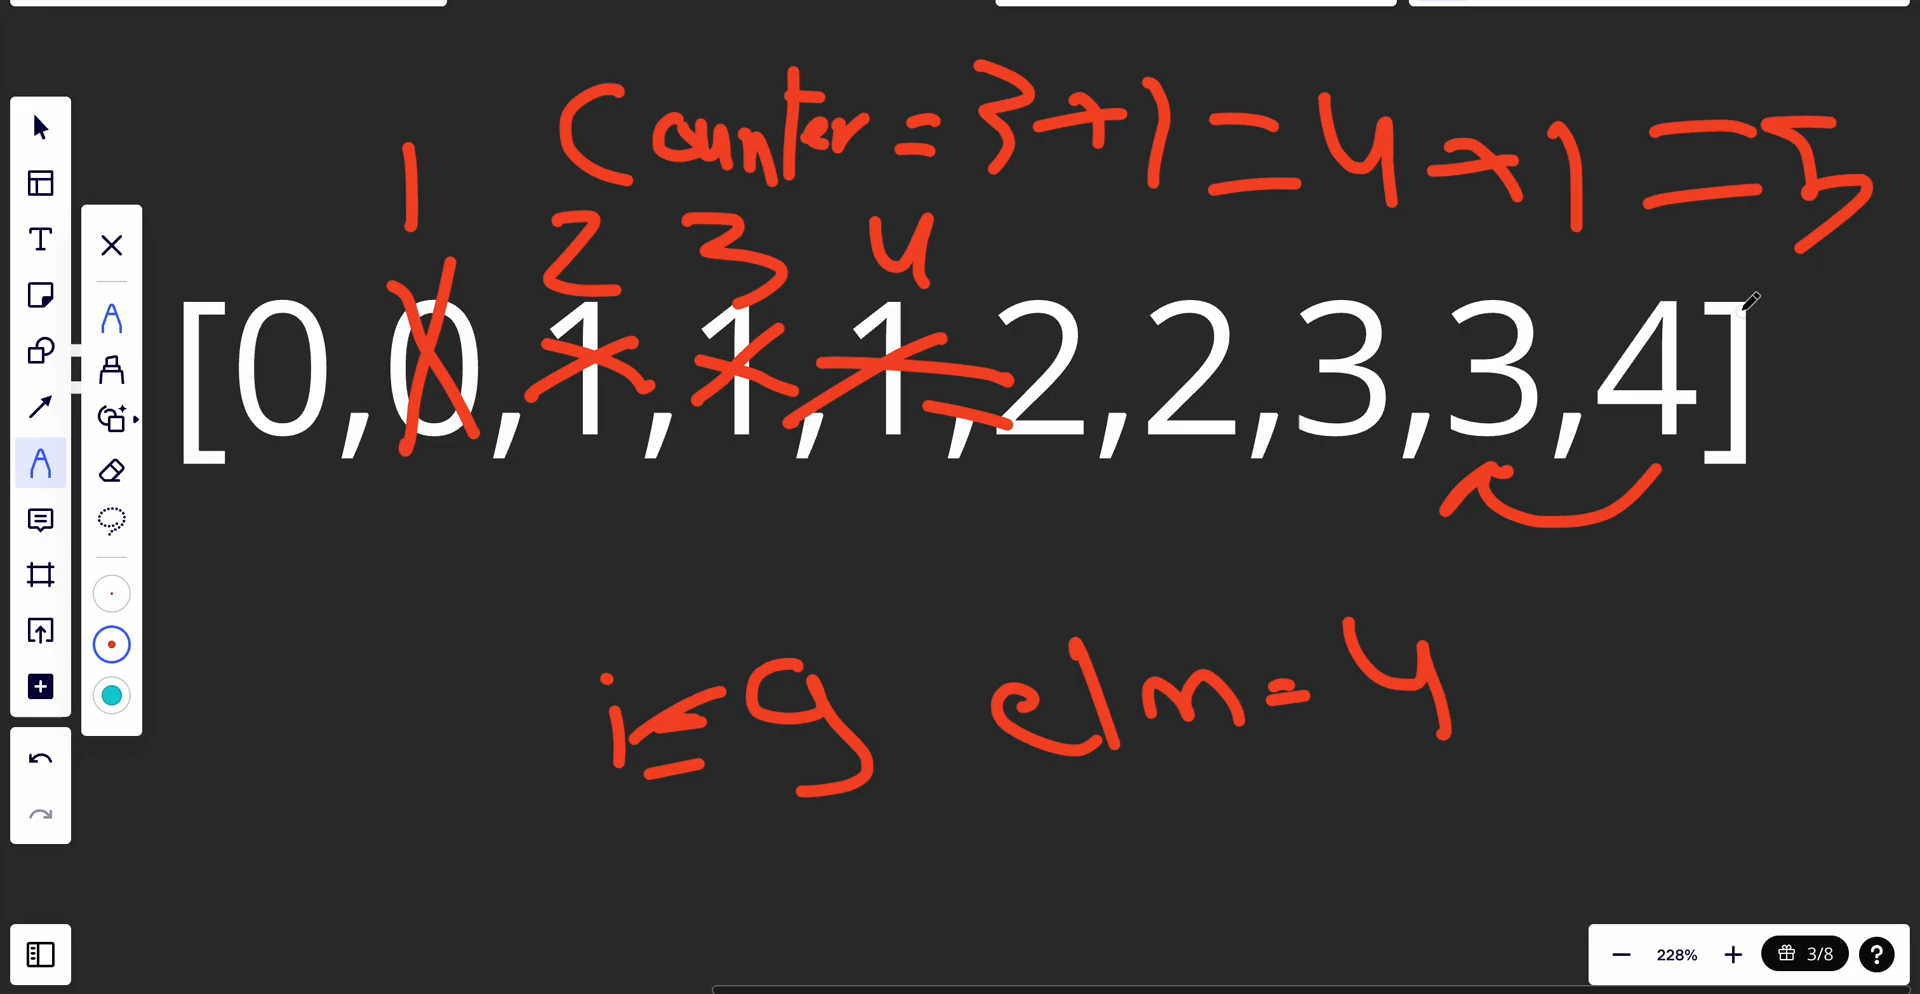 Counter = 3+1 = 4+1 = 5
1 2 3 4
[0,0,1,1,1,2,2,3,3,4]
i = 9 elm = 4
228%
3/8
?
T